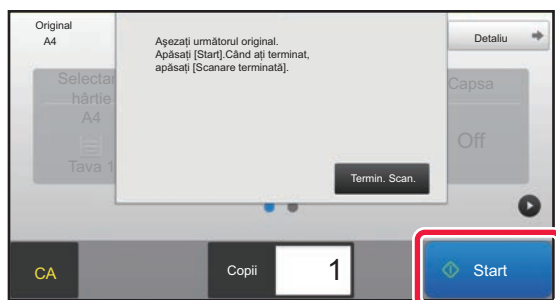 Original
A4
Așezați următorul original.
Apăsați [Start].Când ați terminat,
apăsați [Scanare terminată].
Detaliu
Selectar
hârtie
A4
Tava 1
Capsa
Off
Termin. Scan.
CA
Copii
1
Start